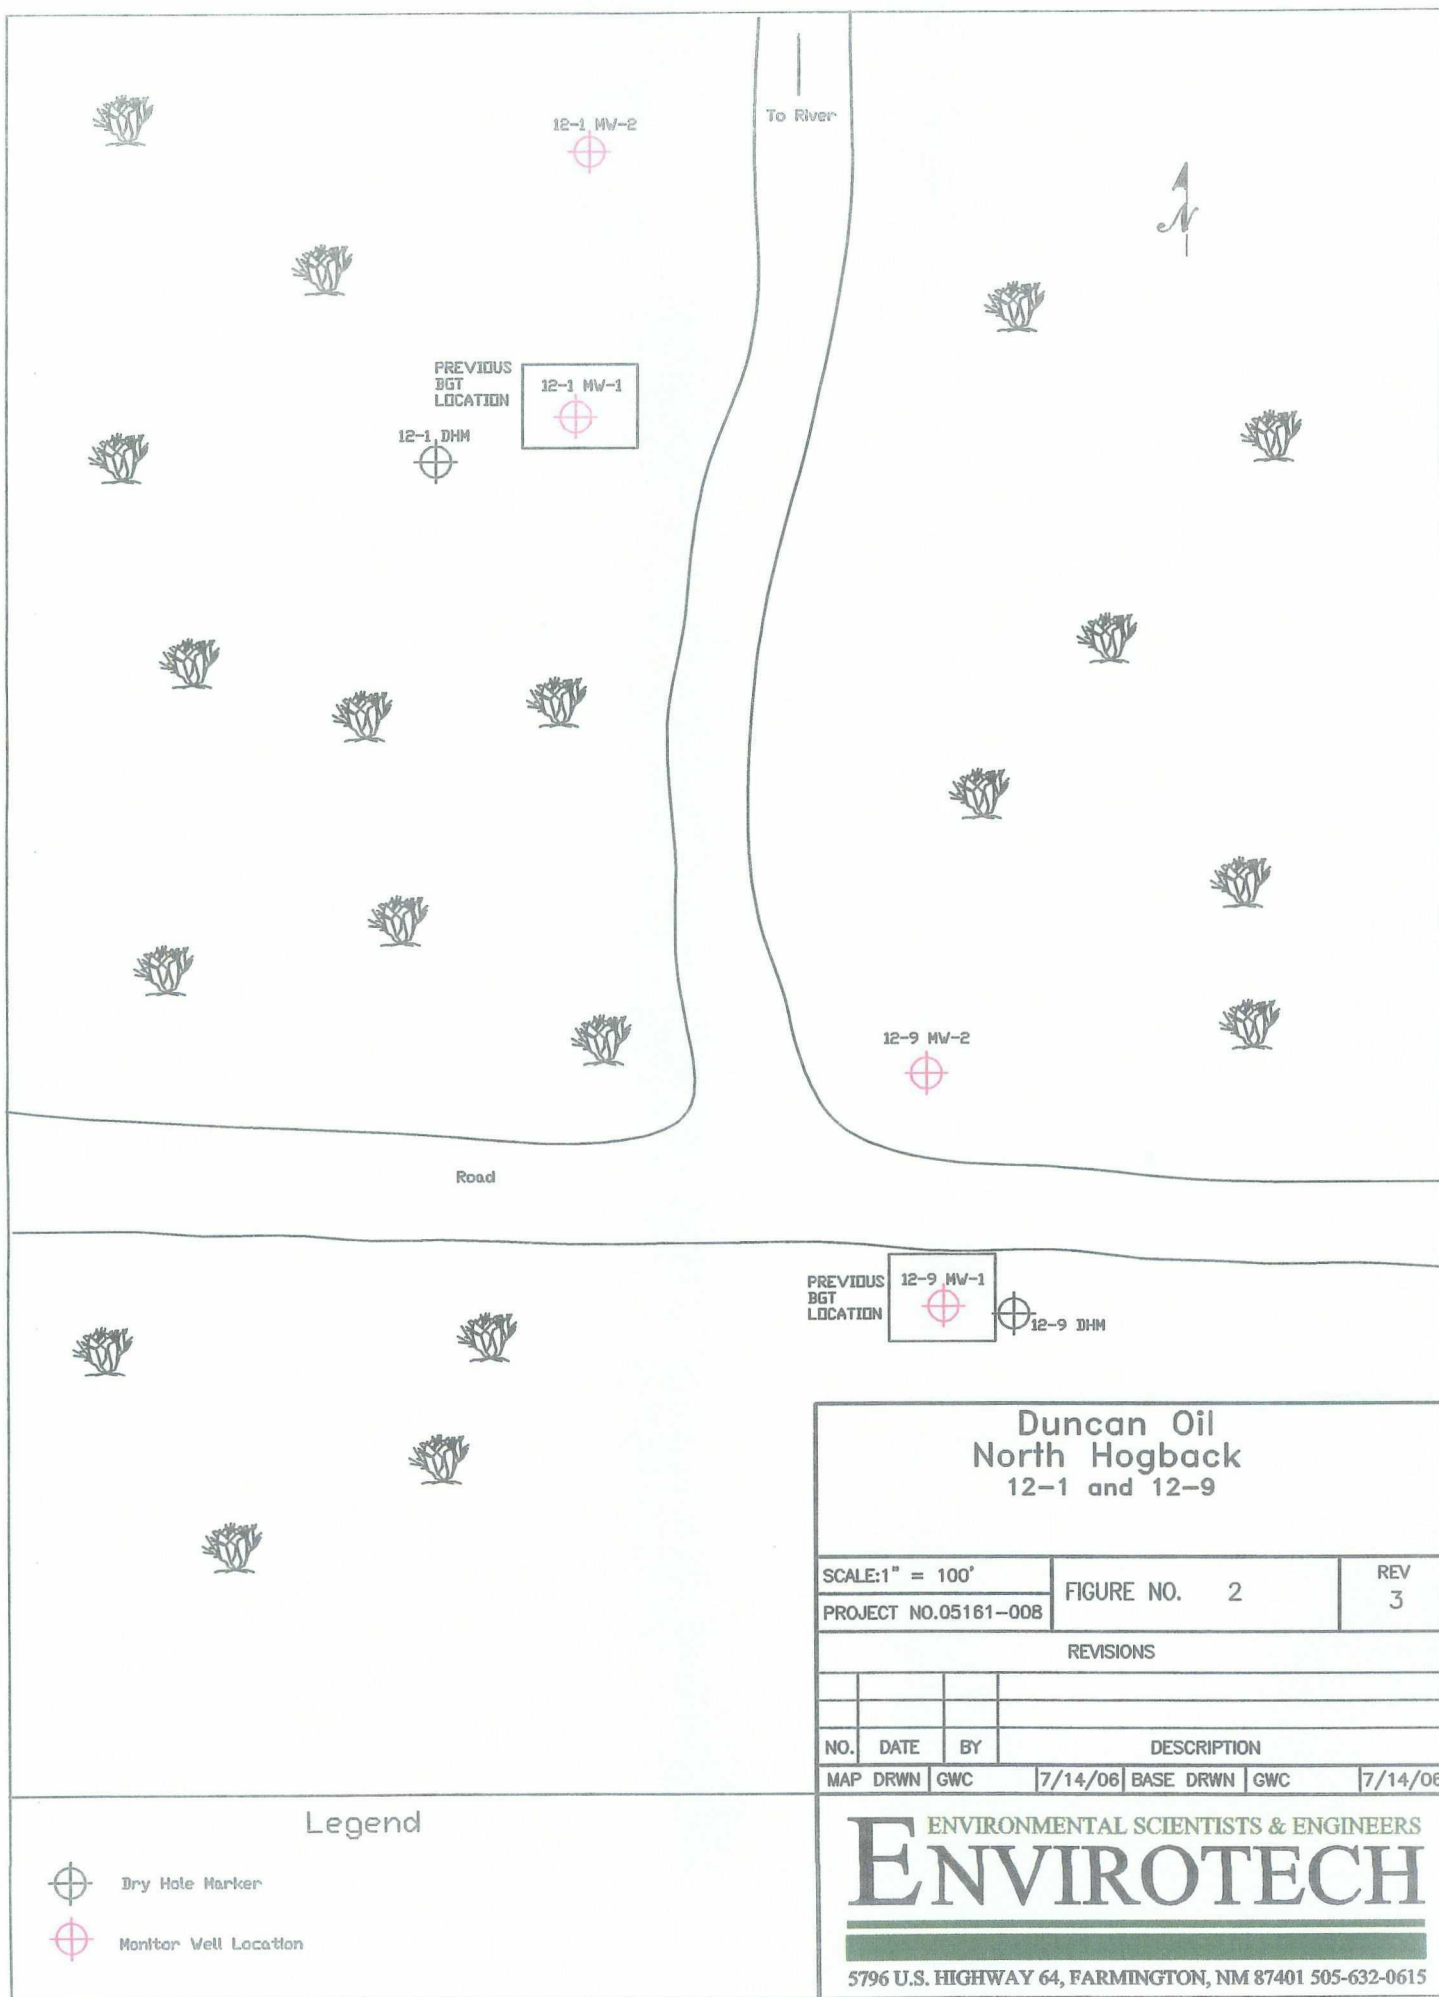 To River
12-1 MW-2
N
PREVIOUS
BGT
LOCATION
12-1 MW-1
12-1 DHM
12-9 MW-2
Road
PREVIOUS
BGT
LOCATION
12-9 MW-1
12-9 DHM
Duncan Oil
North Hogback
12-1 and 12-9
SCALE:1" = 100'
FIGURE NO. 2
REV
3
PROJECT NO.05161-008
REVISIONS
NO. DATE BY DESCRIPTION
MAP DRWN GWC 7/14/06 BASE DRWN GWC 7/14/06
Legend
Dry Hole Marker
Monitor Well Location
ENVIRONMENTAL SCIENTISTS & ENGINEERS
ENVIROTECH
5796 U.S. HIGHWAY 64, FARMINGTON, NM 87401 505-632-0615